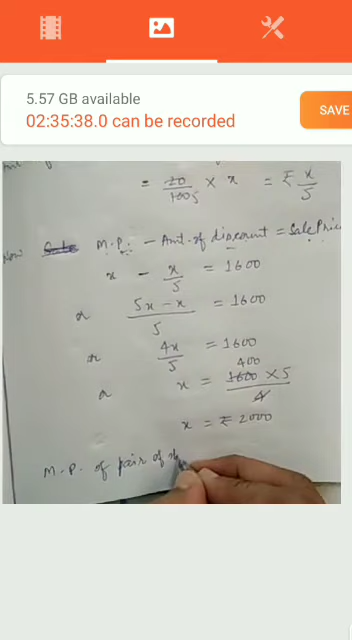 5.57 GB available
02:35:38.0 can be recorded
SAVE
= 20/100 5 × x = ₹ x/5
Now Sale M.P. – Amt. of discount = Sale Price
x – x/5 = 1600
or 5x – x/5 = 1600
or 4x/5 = 1600
400
or x = 1600 × 5/4
x = ₹ 2000
M.P. of pair of